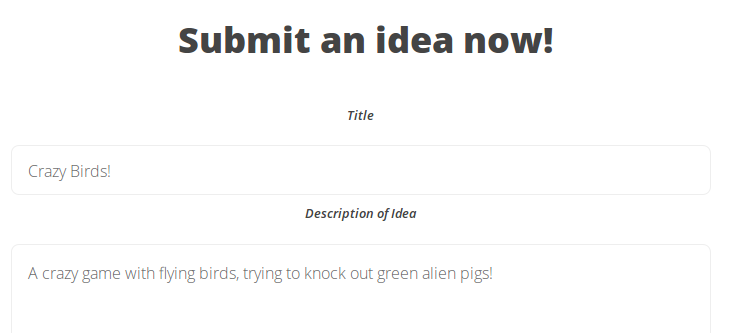 Submit an idea now!
Title
Crazy Birds!
Description of Idea
A crazy game with flying birds, trying to knock out green alien pigs!